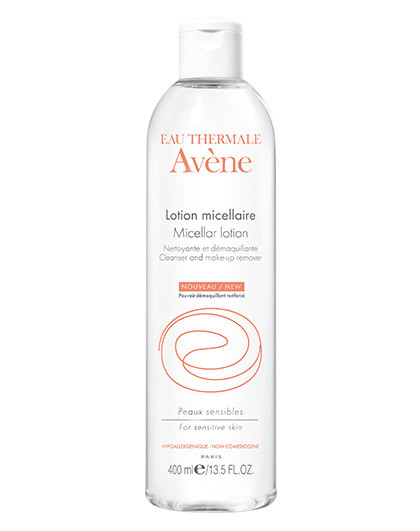 EAU THERMALE
Avène
Lotion micellaire
Micellar lotion
Nettoyante et démaquillante
Cleanser and make-up remover
NOUVEAU / NEW
Pouvoir démaquillant renforcé
Peaux sensibles
For sensitive skin
HYPOALLERGÉNIQUE - NON COMÉDOGÈNE
PARIS
400 ml e/13.5 FL.OZ.